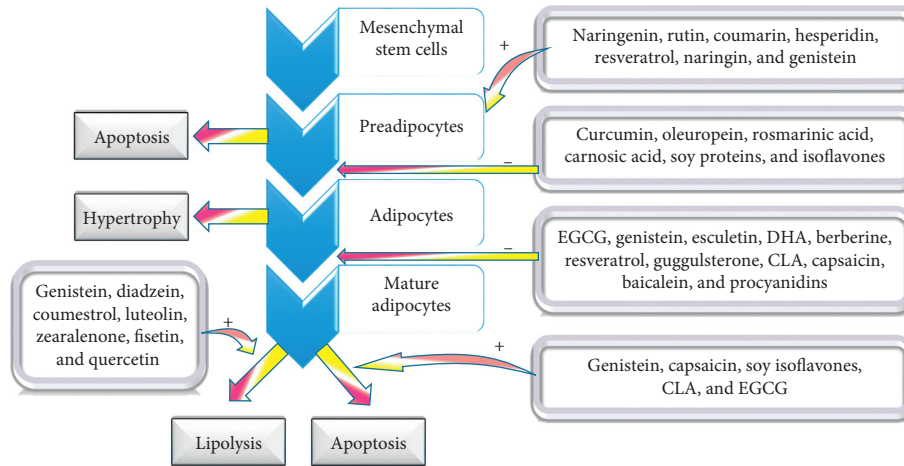 Mesenchymal
stem cells
+
Naringenin, rutin, coumarin, hesperidin,
resveratrol, naringin, and genistein
Apoptosis
Preadipocytes
−
Curcumin, oleuropein, rosmarinic acid,
carnosic acid, soy proteins, and isoflavones
Hypertrophy
Adipocytes
−
EGCG, genistein, esculetin, DHA, berberine,
resveratrol, guggulsterone, CLA, capsaicin,
baicalein, and procyanidins
Mature
adipocytes
Genistein, diadzein,
coumestrol, luteolin,
zearalenone, fisetin,
and quercetin
+
+
Genistein, capsaicin, soy isoflavones,
CLA, and EGCG
Lipolysis
Apoptosis